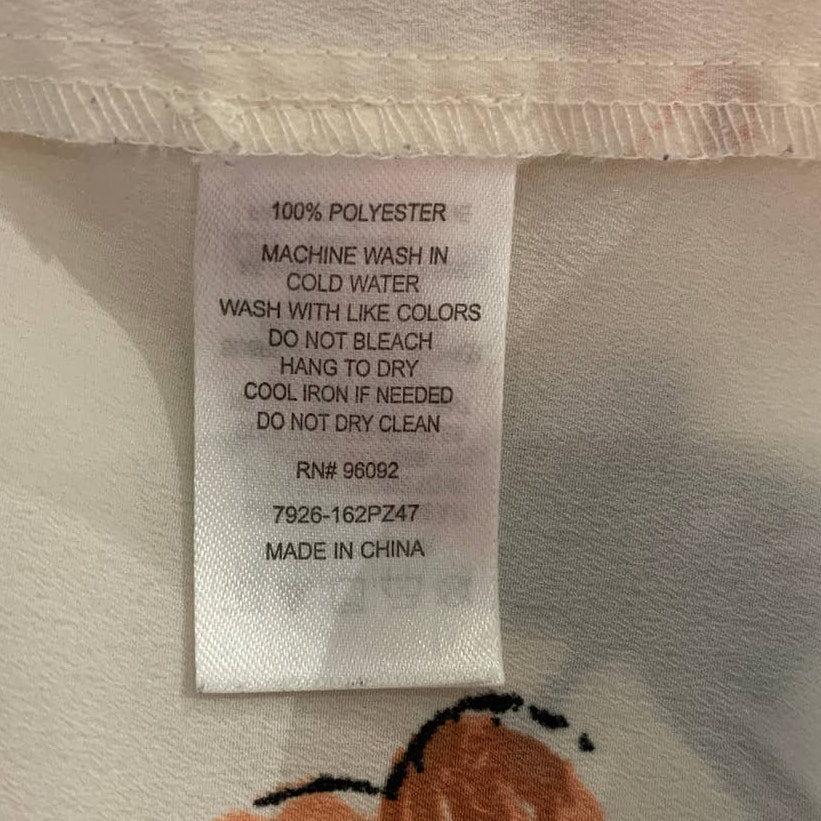 100% POLYESTER
MACHINE WASH IN
COLD WATER
WASH WITH LIKE COLORS
DO NOT BLEACH
HANG TO DRY
COOL IRON IF NEEDED
DO NOT DRY CLEAN
RN# 96092
7926-162PZ47
MADE IN CHINA